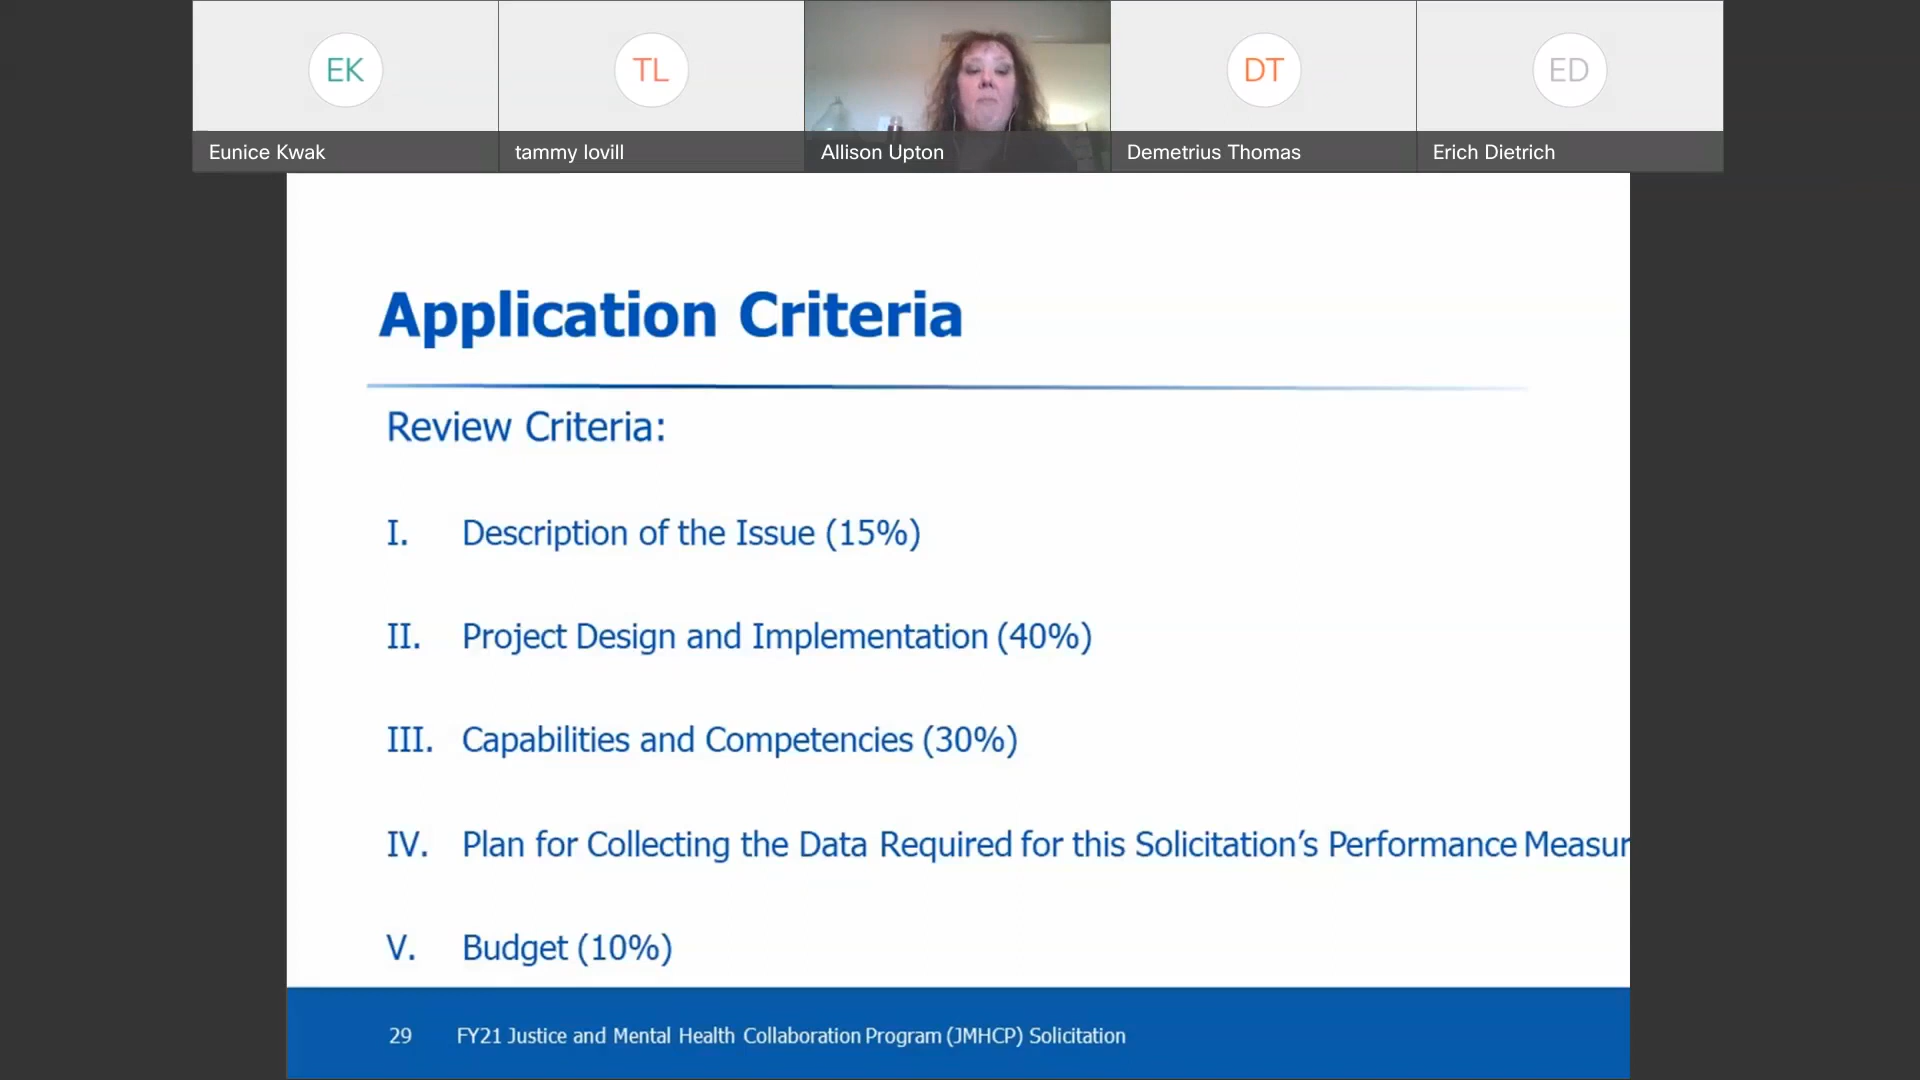 EK
TL
DT
ED
Eunice Kwak
tammy lovill
Allison Upton
Demetrius Thomas
Erich Dietrich
Application Criteria
Review Criteria:
I. Description of the Issue (15%)
II. Project Design and Implementation (40%)
III. Capabilities and Competencies (30%)
IV. Plan for Collecting the Data Required for this Solicitation’s Performance Measur
V. Budget (10%)
29 FY21 Justice and Mental Health Collaboration Program (JMHCP) Solicitation